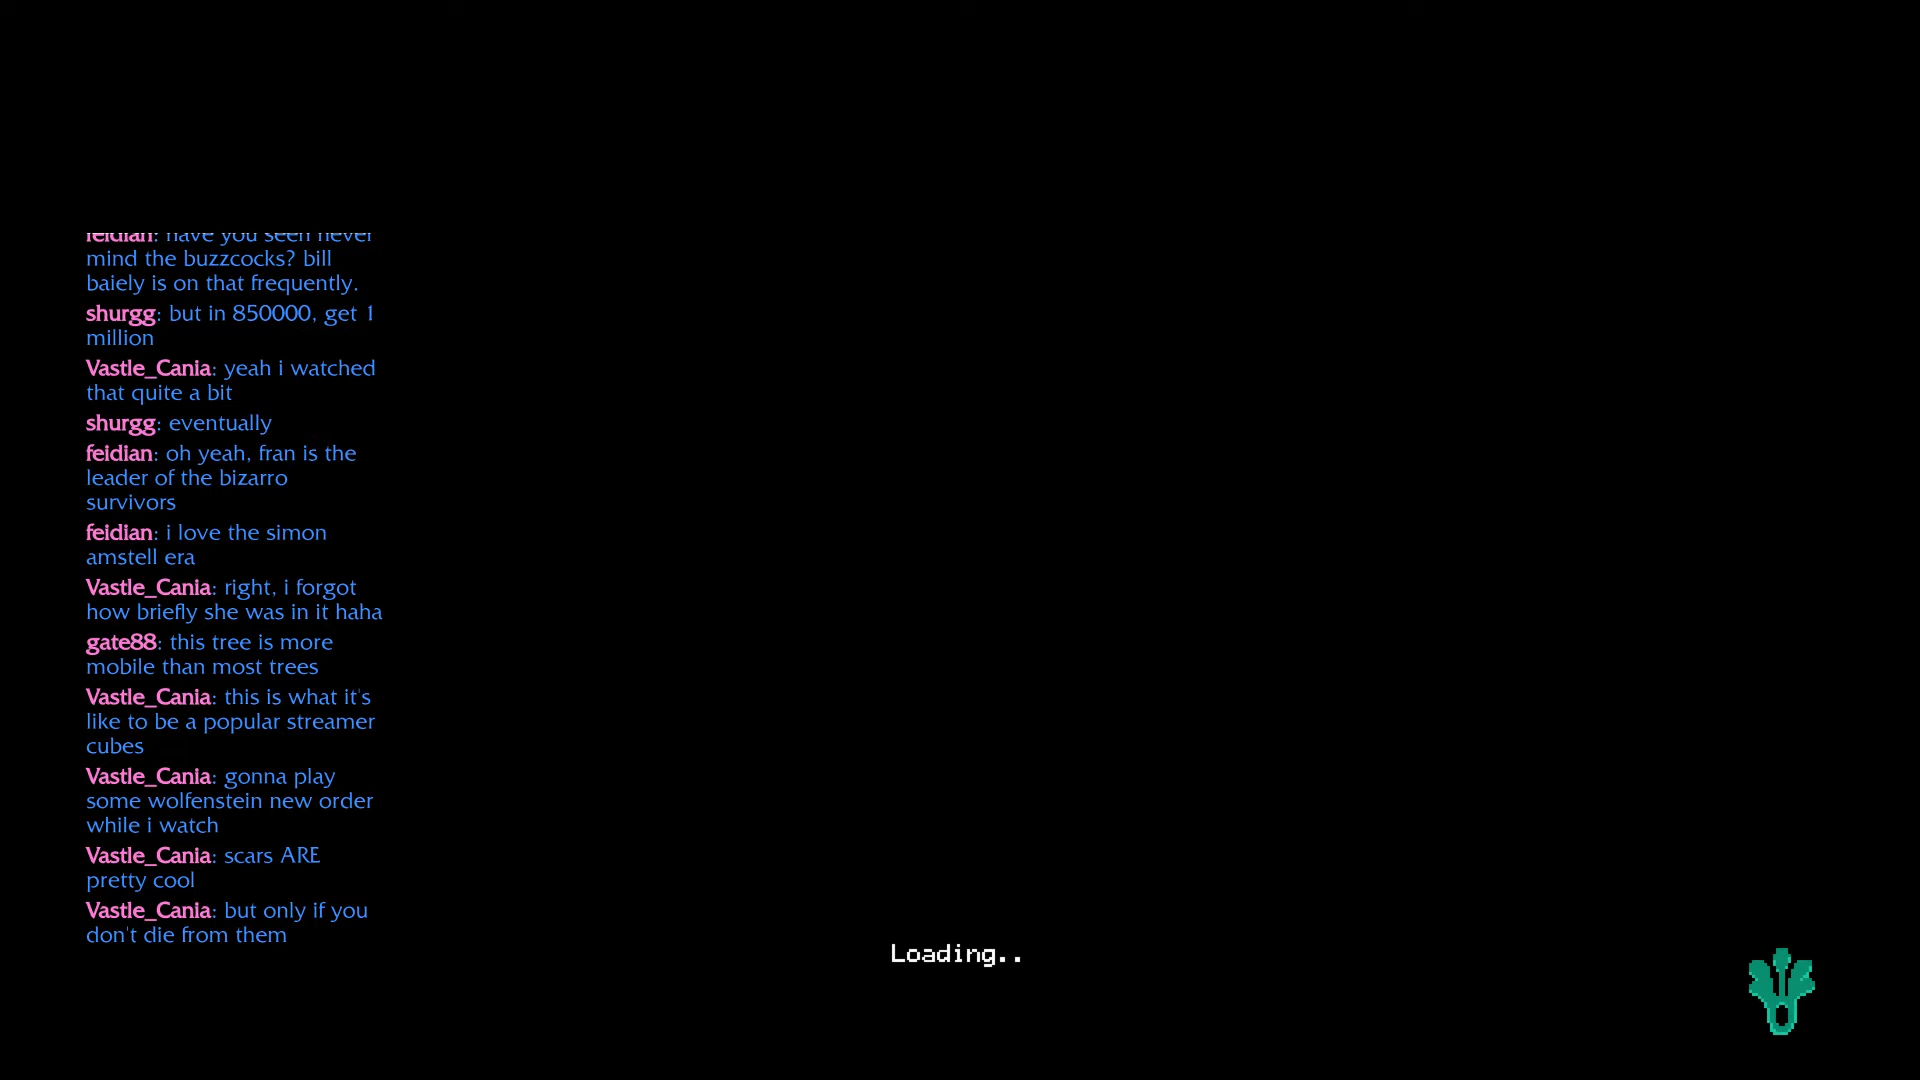 feidian: have you seen never
mind the buzzcocks? bill
baiely is on that frequently.
shurgg: but in 850000, get 1
million
Vastle_Cania: yeah i watched
that quite a bit
shurgg: eventually
feidian: oh yeah, fran is the
leader of the bizarro
survivors
feidian: i love the simon
amstell era
Vastle_Cania: right, i forgot
how briefly she was in it haha
gate88: this tree is more
mobile than most trees
Vastle_Cania: this is what it's
like to be a popular streamer
cubes
Vastle_Cania: gonna play
some wolfenstein new order
while i watch
Vastle_Cania: scars ARE
pretty cool
Vastle_Cania: but only if you
don't die from them
Loading..